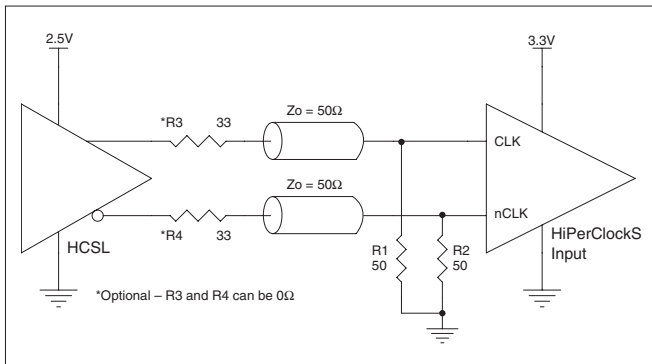 2.5V
3.3V
*R3 33
Zo = 50Ω
CLK
Zo = 50Ω
nCLK
*R4 33
HCSL
R1
50
R2
50
HiPerClockS
Input
*Optional – R3 and R4 can be 0Ω